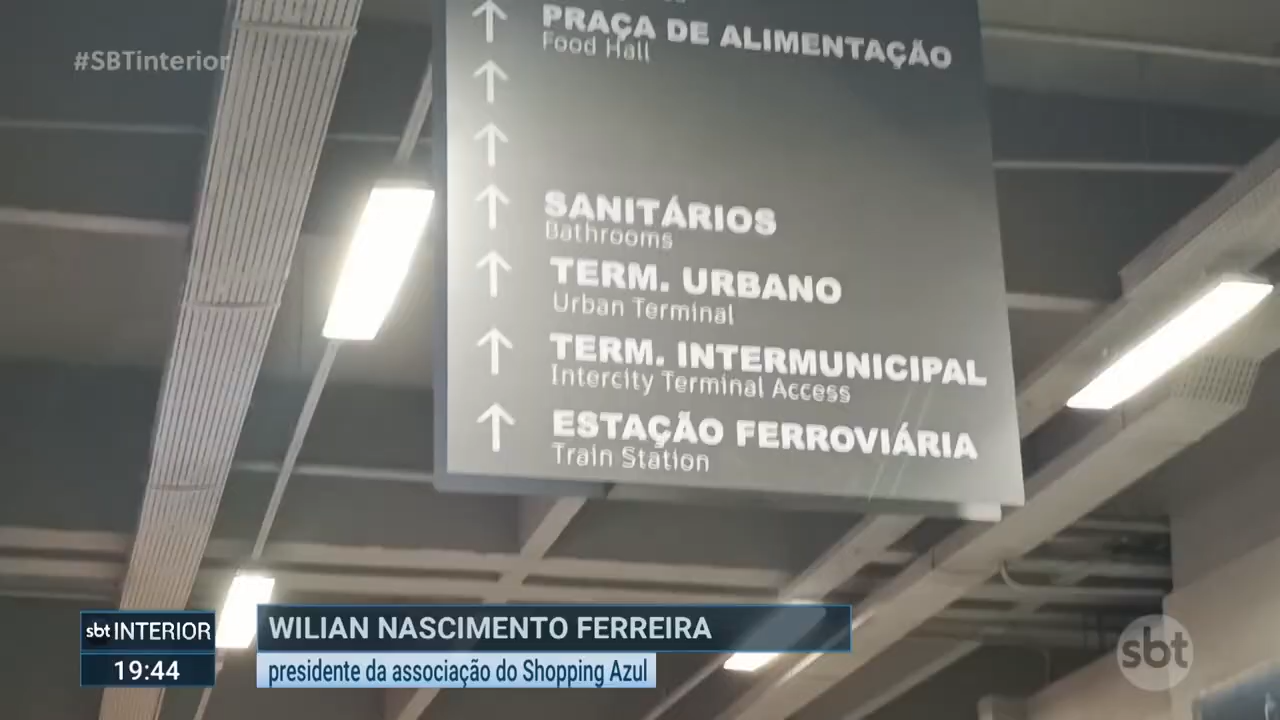 #SBTinterior
PRAÇA DE ALIMENTAÇÃO
Food Hall
SANITÁRIOS
Bathrooms
TERM. URBANO
Urban Terminal
TERM. INTERMUNICIPAL
Intercity Terminal Access
ESTAÇÃO FERROVIÁRIA
Train Station
sbt INTERIOR
19:44
WILIAN NASCIMENTO FERREIRA
presidente da associação do Shopping Azul
sbt